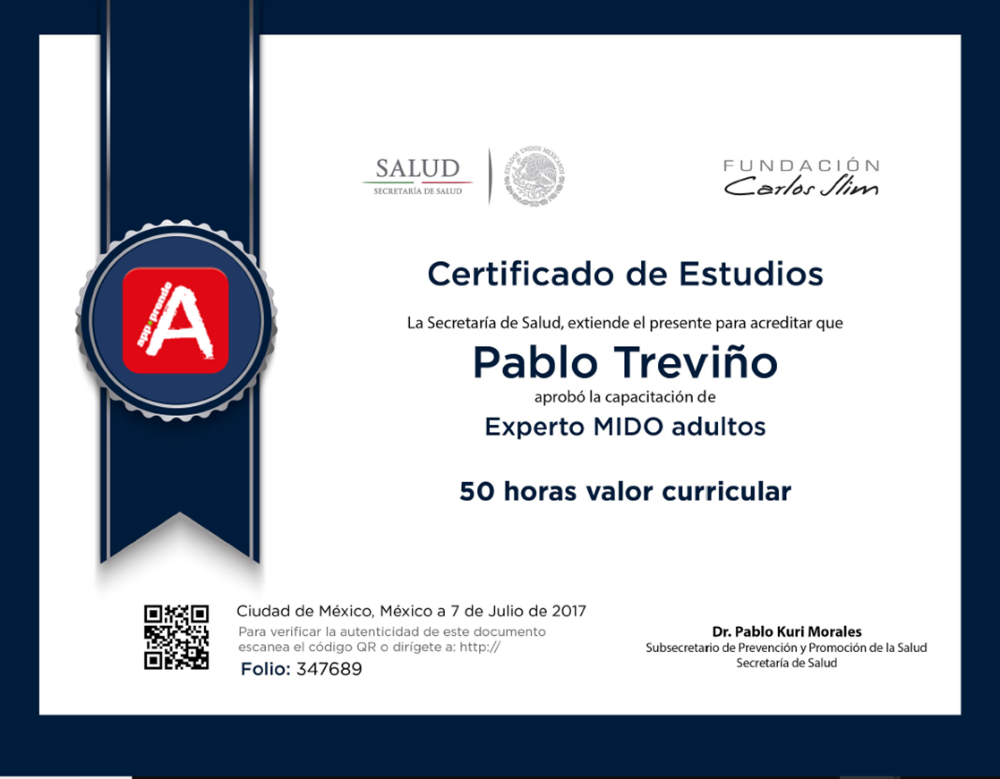 SALUD
SECRETARÍA DE SALUD
ESTADOS UNIDOS MEXICANOS
FUNDACIÓN
Carlos Slim
app prende
A
Certificado de Estudios
La Secretaría de Salud, extiende el presente para acreditar que
Pablo Treviño
aprobó la capacitación de
Experto MIDO adultos
50 horas valor curricular
Ciudad de México, México a 7 de Julio de 2017
Para verificar la autenticidad de este documento
escanea el código QR o dirígete a: http://
Folio: 347689
Dr. Pablo Kuri Morales
Subsecretario de Prevención y Promoción de la Salud
Secretaría de Salud